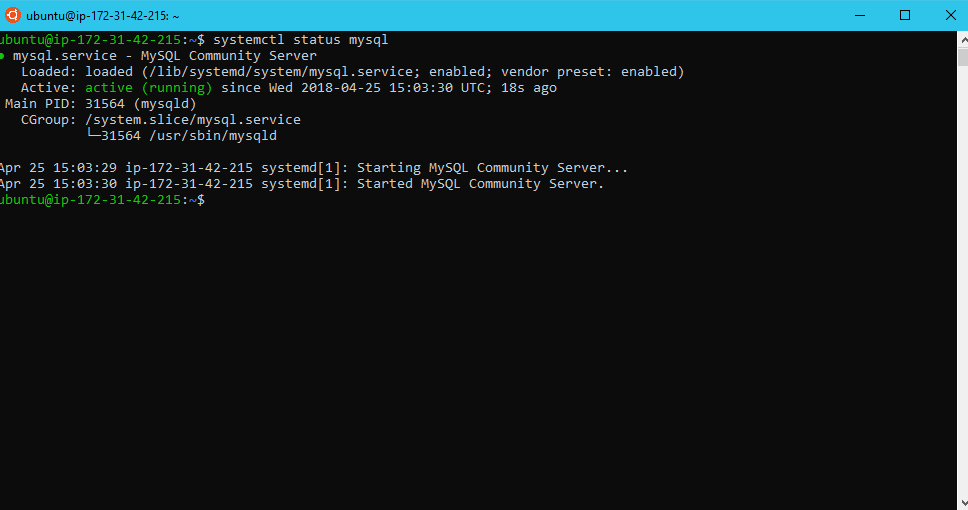 ubuntu@ip-172-31-42-215: ~
ubuntu@ip-172-31-42-215:~$ systemctl status mysql
● mysql.service - MySQL Community Server
   Loaded: loaded (/lib/systemd/system/mysql.service; enabled; vendor preset: enabled)
   Active: active (running) since Wed 2018-04-25 15:03:30 UTC; 18s ago
 Main PID: 31564 (mysqld)
   CGroup: /system.slice/mysql.service
           └─31564 /usr/sbin/mysqld

Apr 25 15:03:29 ip-172-31-42-215 systemd[1]: Starting MySQL Community Server...
Apr 25 15:03:30 ip-172-31-42-215 systemd[1]: Started MySQL Community Server.
ubuntu@ip-172-31-42-215:~$